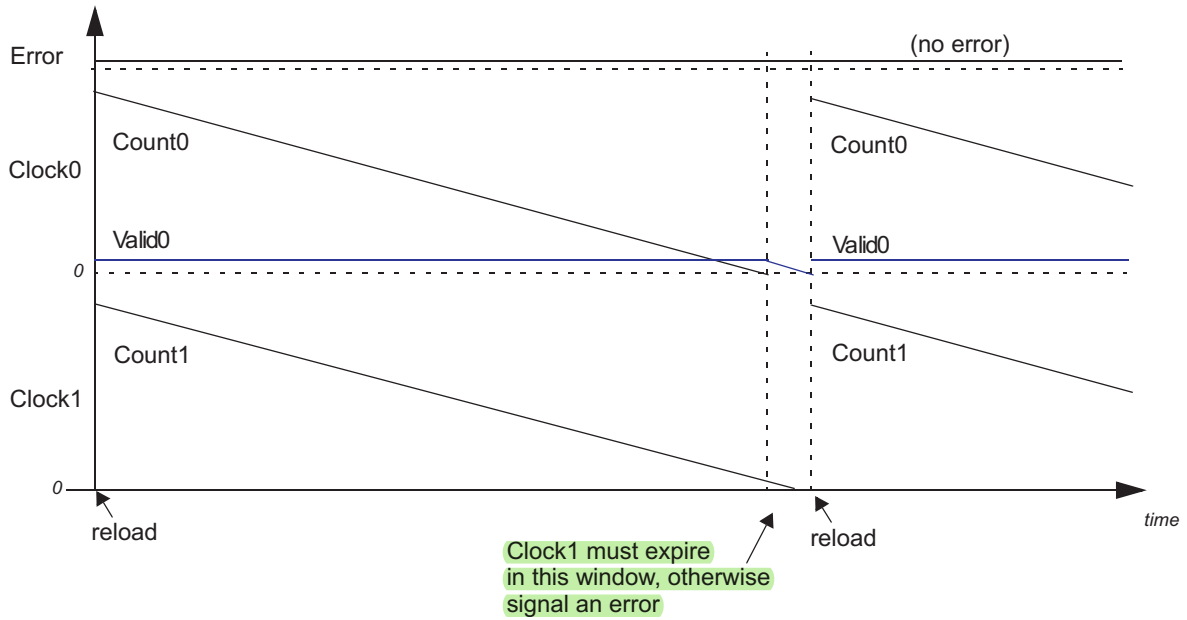 Error
(no error)
Count0
Count0
Clock0
Valid0
Valid0
0
Count1
Count1
Clock1
0
reload
reload
time
Clock1 must expire
in this window, otherwise
signal an error